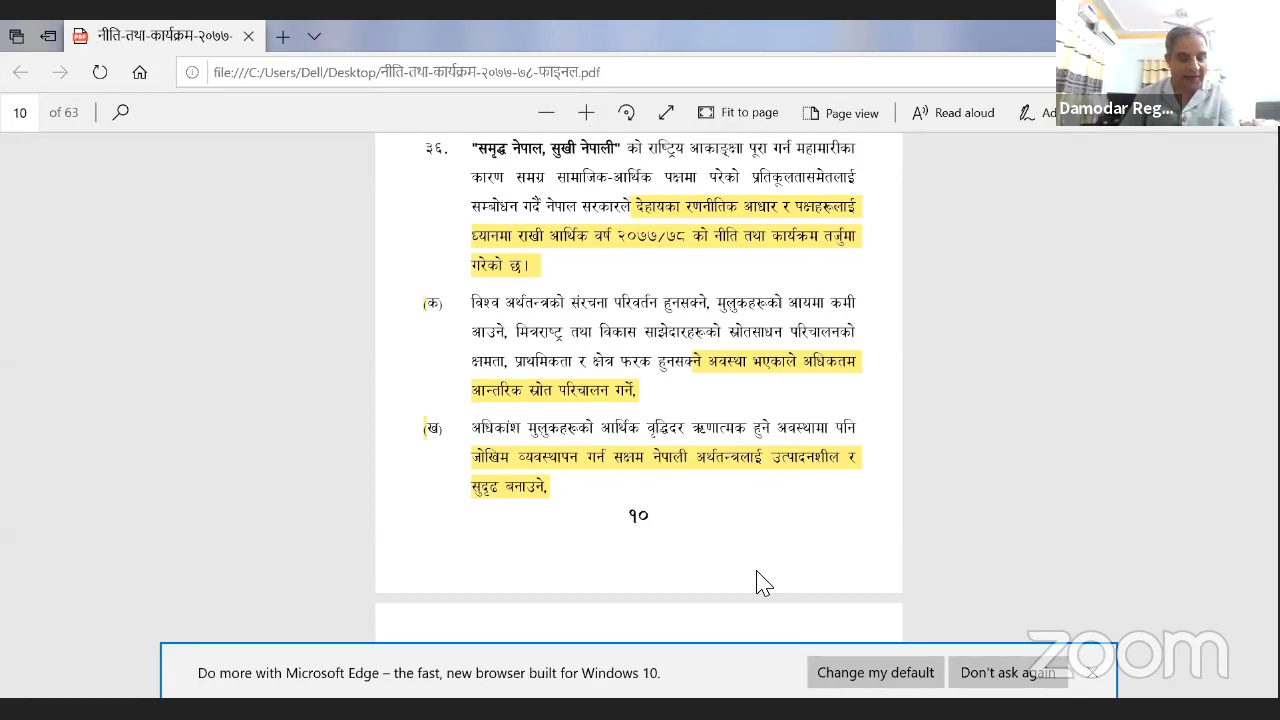 नीति-तथा-कार्यक्रम-२०७७-
file:///C:/Users/Dell/Desktop/नीति-तथा-कार्यक्रम-२०७७-७८-फाइनल.pdf
Damodar Reg...
10 of 63
Fit to page
Page view
Read aloud
३६. "समृद्ध नेपाल, सुखी नेपाली" को राष्ट्रिय आकाङ्क्षा पूरा गर्न महामारीका
कारण समग्र सामाजिक-आर्थिक पक्षमा परेको प्रतिकूलतासमेतलाई
सम्बोधन गर्दै नेपाल सरकारले देहायका रणनीतिक आधार र पक्षहरूलाई
ध्यानमा राखी आर्थिक वर्ष २०७७/७८ को नीति तथा कार्यक्रम तर्जुमा
गरेको छ।
(क) विश्व अर्थतन्त्रको संरचना परिवर्तन हुनसक्ने, मुलुकहरूको आयमा कमी
आउने, मित्रराष्ट्र तथा विकास साझेदारहरूको स्रोतसाधन परिचालनको
क्षमता, प्राथमिकता र क्षेत्र फरक हुनसक्ने अवस्था भएकाले अधिकतम
आन्तरिक स्रोत परिचालन गर्ने,
(ख) अधिकांश मुलुकहरूको आर्थिक वृद्धिदर ऋणात्मक हुने अवस्थामा पनि
जोखिम व्यवस्थापन गर्न सक्षम नेपाली अर्थतन्त्रलाई उत्पादनशील र
सुदृढ बनाउने,
१०
Do more with Microsoft Edge – the fast, new browser built for Windows 10.
Change my default
Don't ask again
zoom